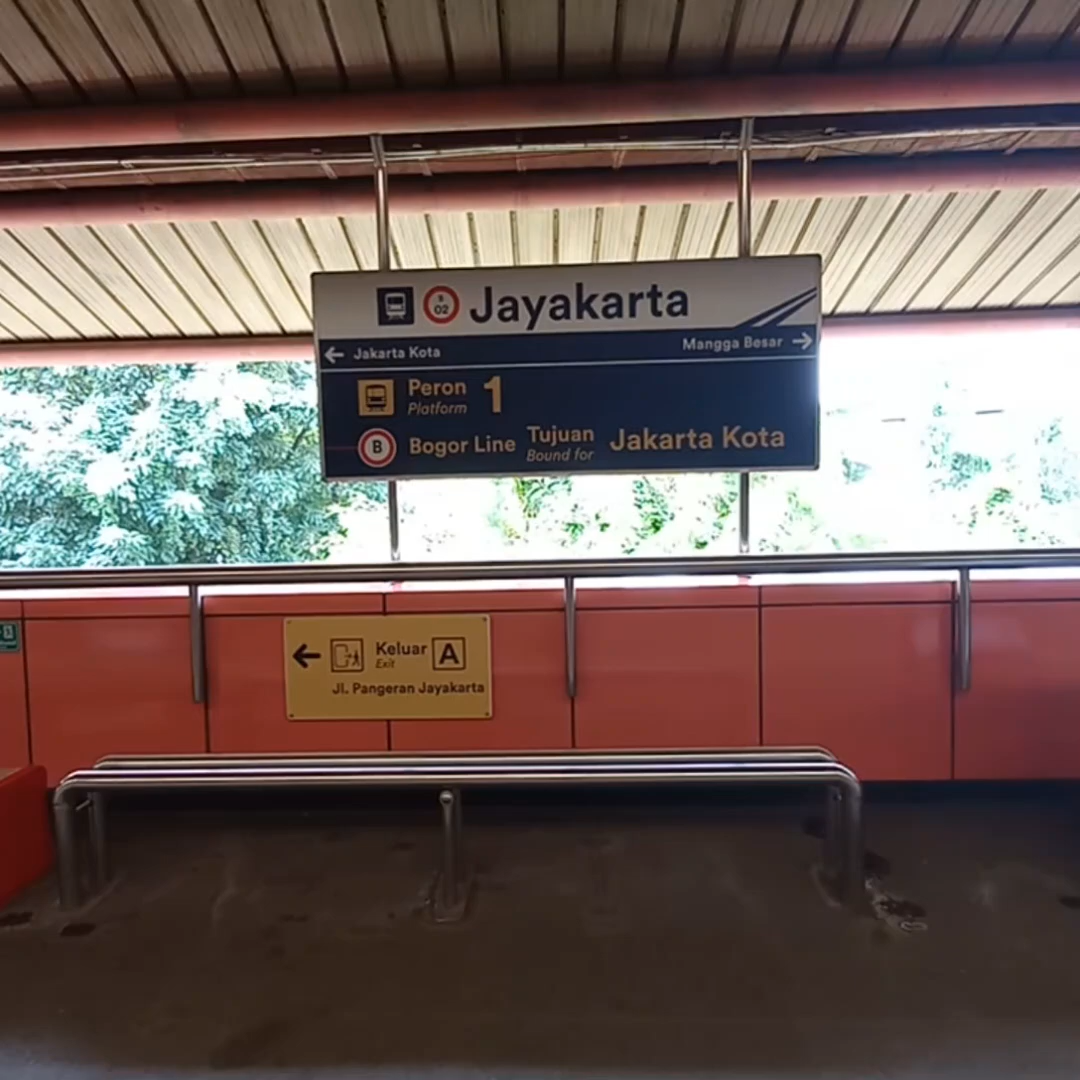 B 02 Jayakarta
← Jakarta Kota Mangga Besar →
Peron 1
Platform
B Bogor Line Tujuan Jakarta Kota
Bound for
← Keluar A
Exit
Jl. Pangeran Jayakarta